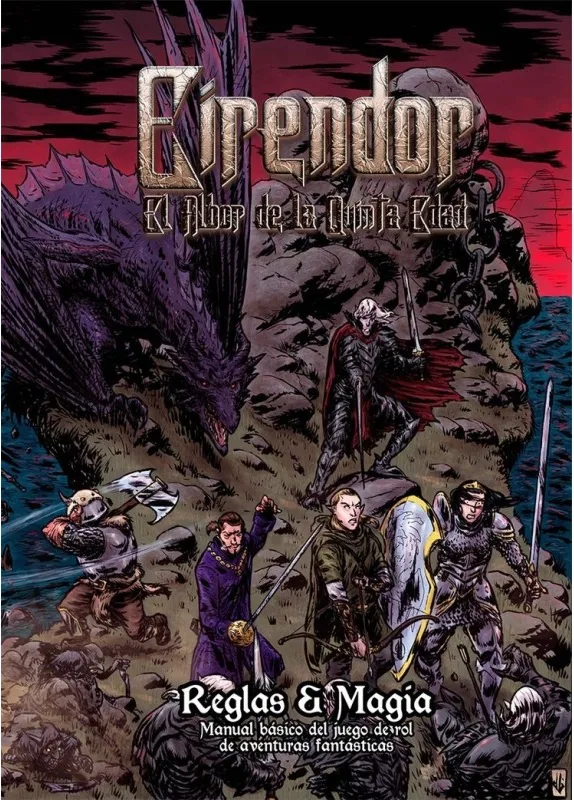 Eirendor
El Albor de la Quinta Edad
Reglas & Magia
Manual básico del juego de rol
de aventuras fantásticas